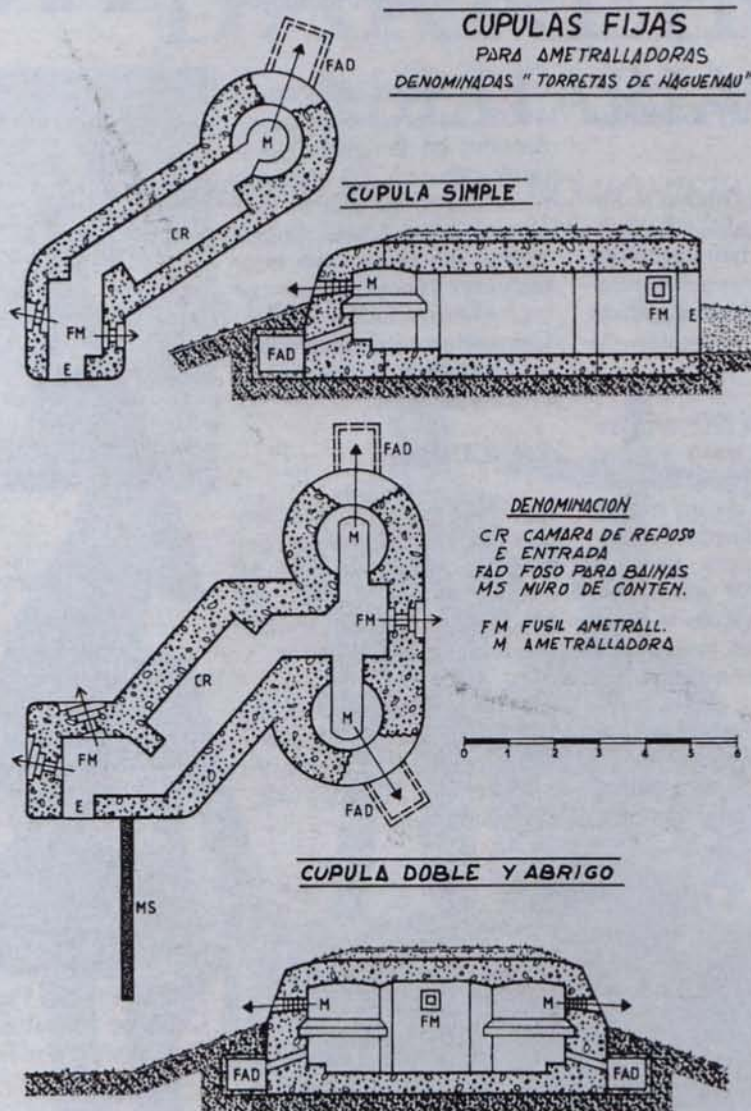 CUPULAS FIJAS
PARA AMETRALLADORAS
DENOMINADAS "TORRETAS DE HAGUENAU"
FAD
M
CR
FM
E
CUPULA SIMPLE
M
FM
E
FAD
FAD
M
FM
CR
M
FM
E
FAD
MS
DENOMINACION
CR CAMARA DE REPOSO
E ENTRADA
FAD FOSO PARA BAINAS
MS MURO DE CONTEN.
FM FUSIL AMETRALL.
M AMETRALLADORA
0 1 2 3 4 5 6
CUPULA DOBLE Y ABRIGO
M
FM
M
FAD
FAD